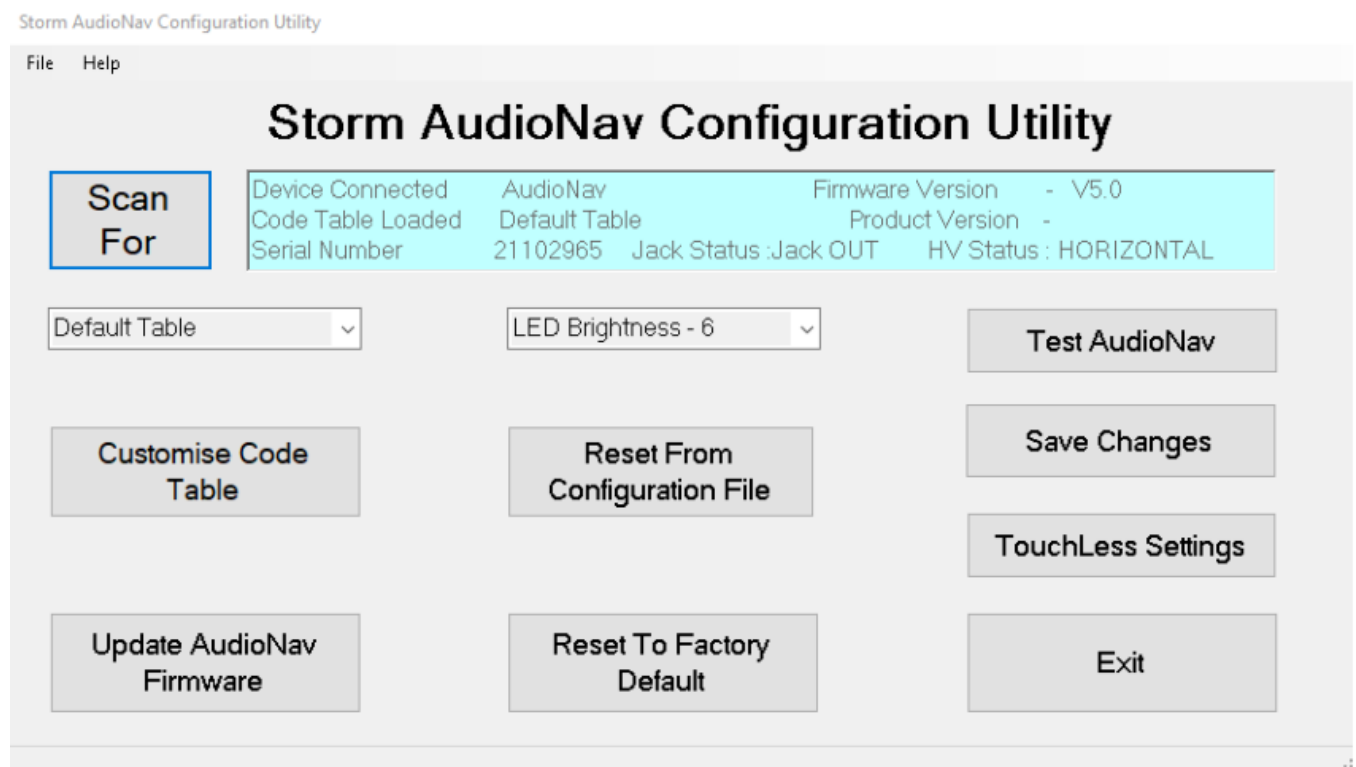 Storm AudioNav Configuration Utility
File Help
Storm AudioNav Configuration Utility
Scan
For
Device Connected AudioNav Firmware Version - V5.0
Code Table Loaded Default Table Product Version -
Serial Number 21102965 Jack Status :Jack OUT HV Status : HORIZONTAL
Default Table
LED Brightness - 6
Test AudioNav
Customise Code
Table
Reset From
Configuration File
Save Changes
TouchLess Settings
Update AudioNav
Firmware
Reset To Factory
Default
Exit